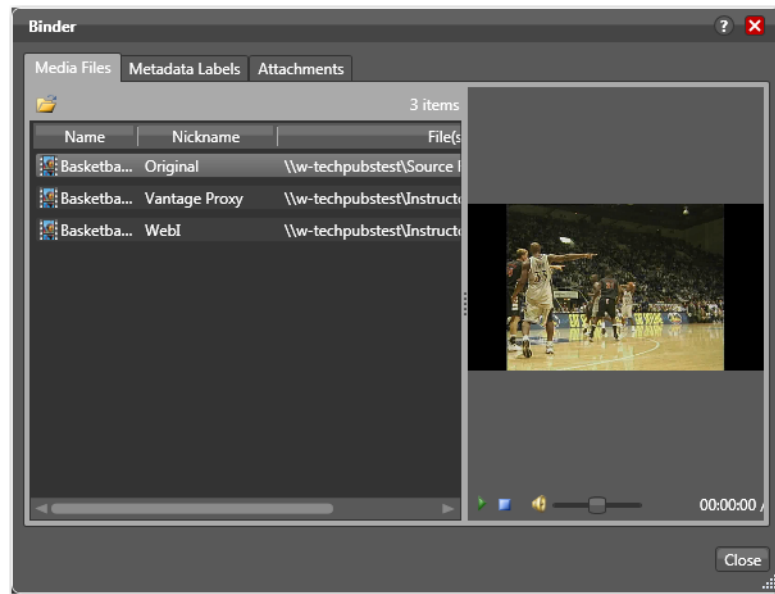 Binder
Media Files Metadata Labels Attachments
3 items
Name Nickname File(s
Basketba... Original \\w-techpubstest\Source
Basketba... Vantage Proxy \\w-techpubstest\Instructo
Basketba... WebI \\w-techpubstest\Instructo
00:00:00 /
Close